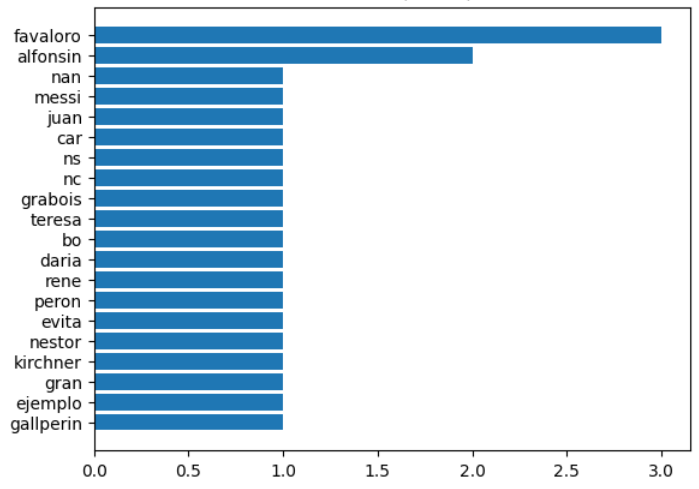 favaloro
alfonsin
nan
messi
juan
car
ns
nc
grabois
teresa
bo
daria
rene
peron
evita
nestor
kirchner
gran
ejemplo
gallperin
0.0 0.5 1.0 1.5 2.0 2.5 3.0